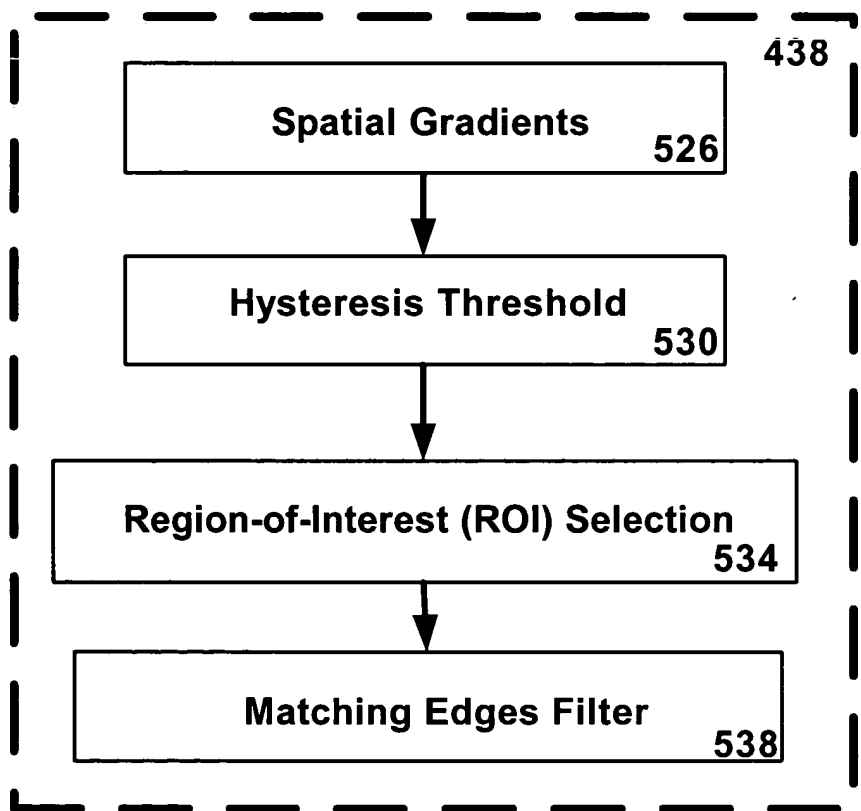 438
Spatial Gradients
526
Hysteresis Threshold
530
Region-of-Interest (ROI) Selection
534
Matching Edges Filter
538